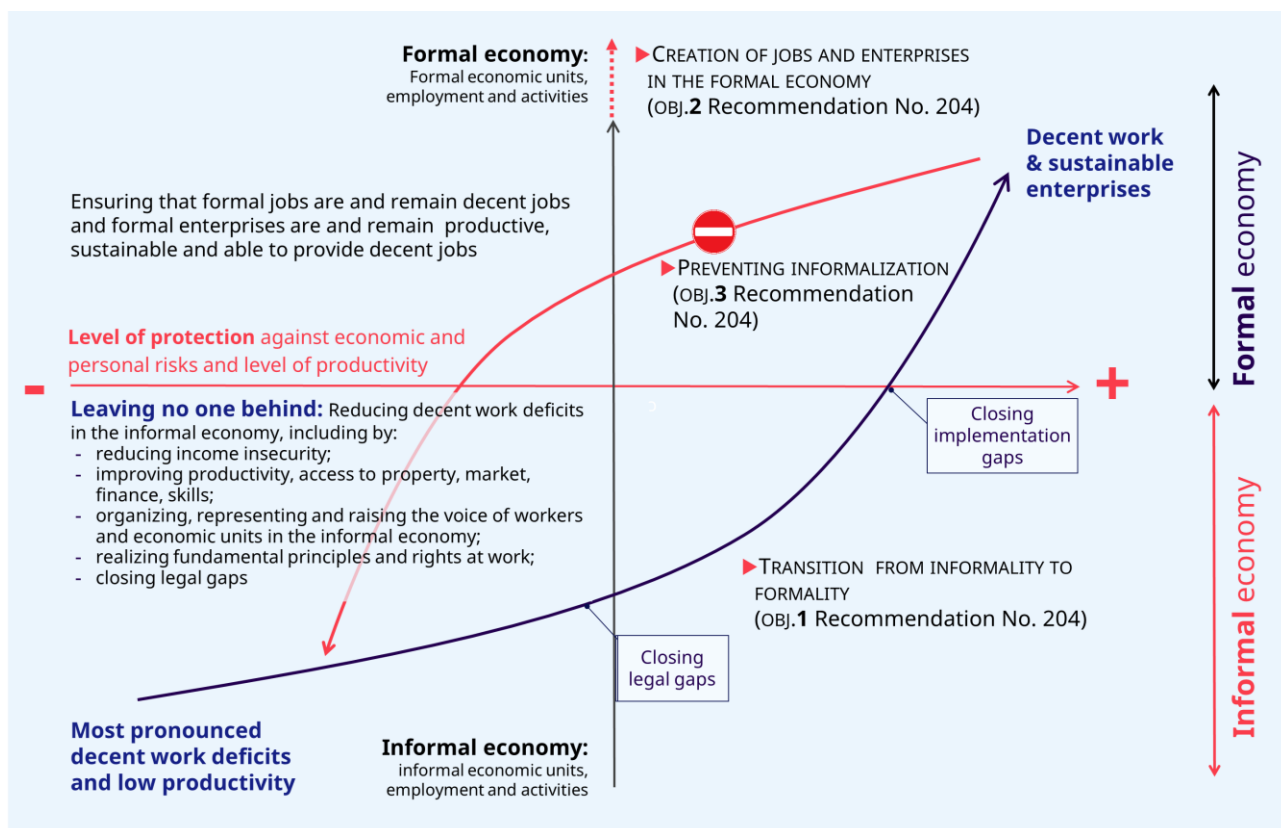 Formal economy:
Formal economic units,
employment and activities
▶CREATION OF JOBS AND ENTERPRISES
IN THE FORMAL ECONOMY
(OBJ.2 Recommendation No. 204)
Decent work
& sustainable
enterprises
Ensuring that formal jobs are and remain decent jobs
and formal enterprises are and remain productive,
sustainable and able to provide decent jobs
▶PREVENTING INFORMALIZATION
(OBJ.3 Recommendation
No. 204)
Formal economy
Level of protection against economic and
personal risks and level of productivity
-
+
Leaving no one behind: Reducing decent work deficits
in the informal economy, including by:
- reducing income insecurity;
- improving productivity, access to property, market,
finance, skills;
- organizing, representing and raising the voice of workers
and economic units in the informal economy;
- realizing fundamental principles and rights at work;
- closing legal gaps
Closing
implementation
gaps
▶TRANSITION FROM INFORMALITY TO
FORMALITY
(OBJ.1 Recommendation No. 204)
Closing
legal gaps
Informal economy
Most pronounced
decent work deficits
and low productivity
Informal economy:
informal economic units,
employment and activities